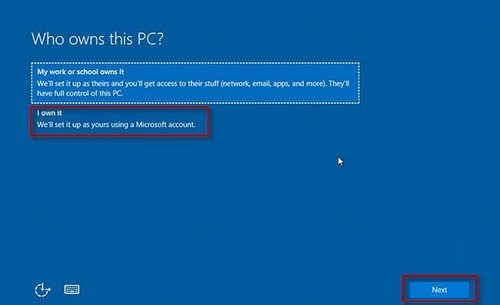 Who owns this PC?
My work or school owns it
We'll set it up as theirs and you'll get access to their stuff (network, email, apps, and more). They'll
have full control of this PC.
I own it
We'll set it up as yours using a Microsoft account.
Next